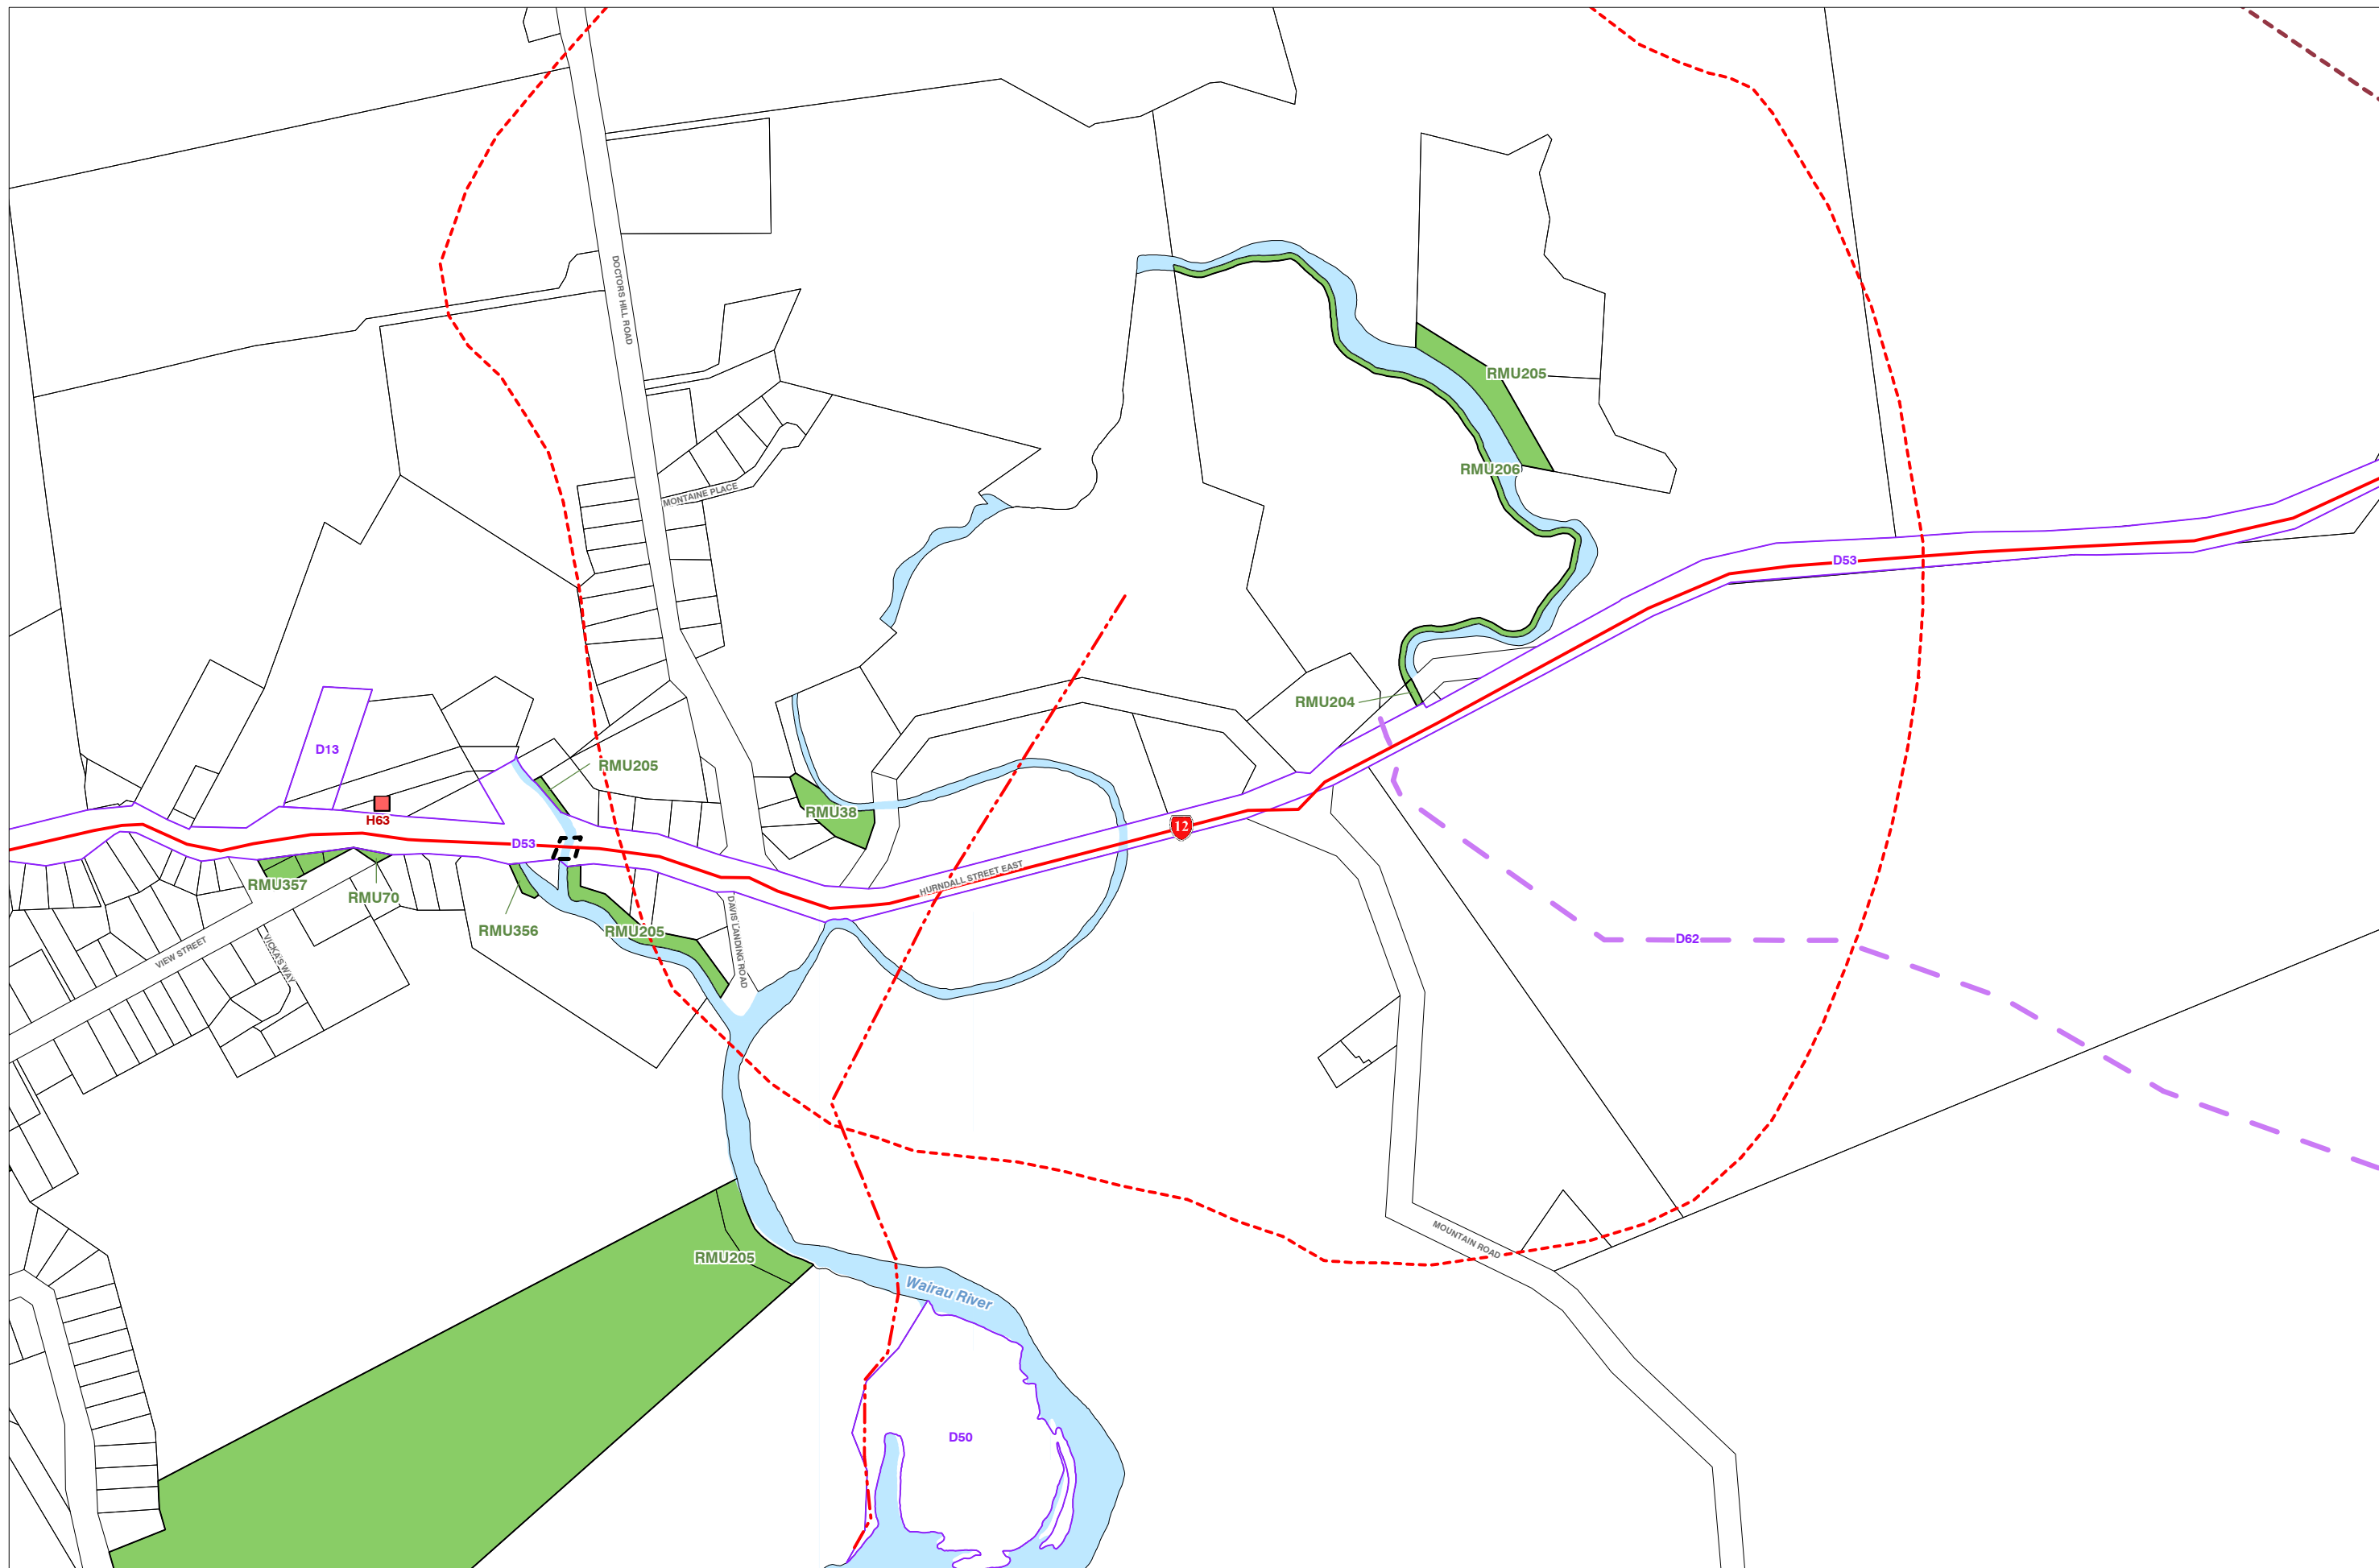 DOCTORS HILL ROAD
RMU205
RMU206
MONTAINE PLACE
D53
RMU204
D13
RMU205
H63
RMU38
12
D53
HURNDALL STREET EAST
RMU357
RMU70
RMU356
RMU205
DAVIS LANDING ROAD
D62
VIEW STREET
VICKA'S WAY
MOUNTAIN ROAD
RMU205
Wairau River
D50